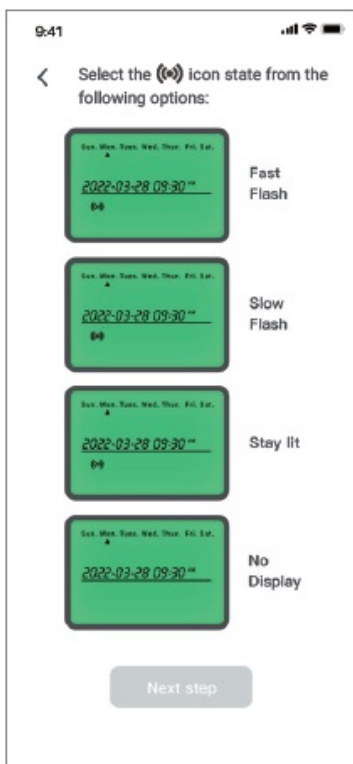 9:41
Select the ((•)) icon state from the
following options:
Sun. Mon. Tues. Wed. Thur. Fri. Sat.
2022-03-28 09:30
Fast
Flash
Sun. Mon. Tues. Wed. Thur. Fri. Sat.
2022-03-28 09:30
Slow
Flash
Sun. Mon. Tues. Wed. Thur. Fri. Sat.
2022-03-28 09:30
Stay lit
Sun. Mon. Tues. Wed. Thur. Fri. Sat.
2022-03-28 09:30
No
Display
Next step